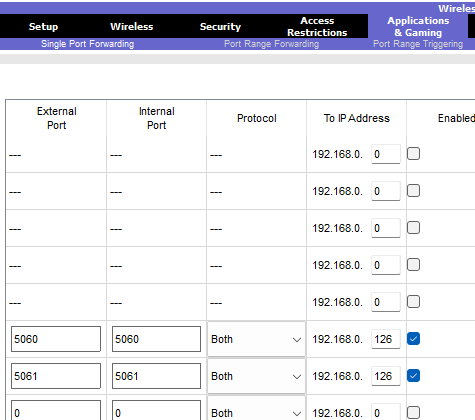 Wireles
Setup Wireless Security Access Restrictions Applications & Gaming
Single Port Forwarding Port Range Forwarding Port Range Triggering
External Port Internal Port Protocol To IP Address Enabled
--- --- --- 192.168.0. 0
--- --- --- 192.168.0. 0
--- --- --- 192.168.0. 0
--- --- --- 192.168.0. 0
--- --- --- 192.168.0. 0
5060 5060 Both 192.168.0. 126
5061 5061 Both 192.168.0. 126
0 0 Both 192.168.0. 0